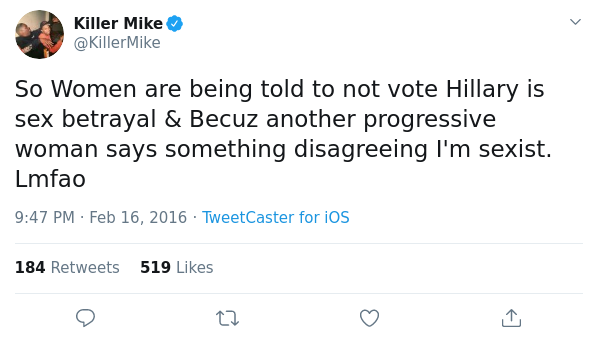 Killer Mike
@KillerMike
So Women are being told to not vote Hillary is
sex betrayal & Becuz another progressive
woman says something disagreeing I'm sexist.
Lmfao
9:47 PM · Feb 16, 2016 · TweetCaster for iOS
184 Retweets 519 Likes